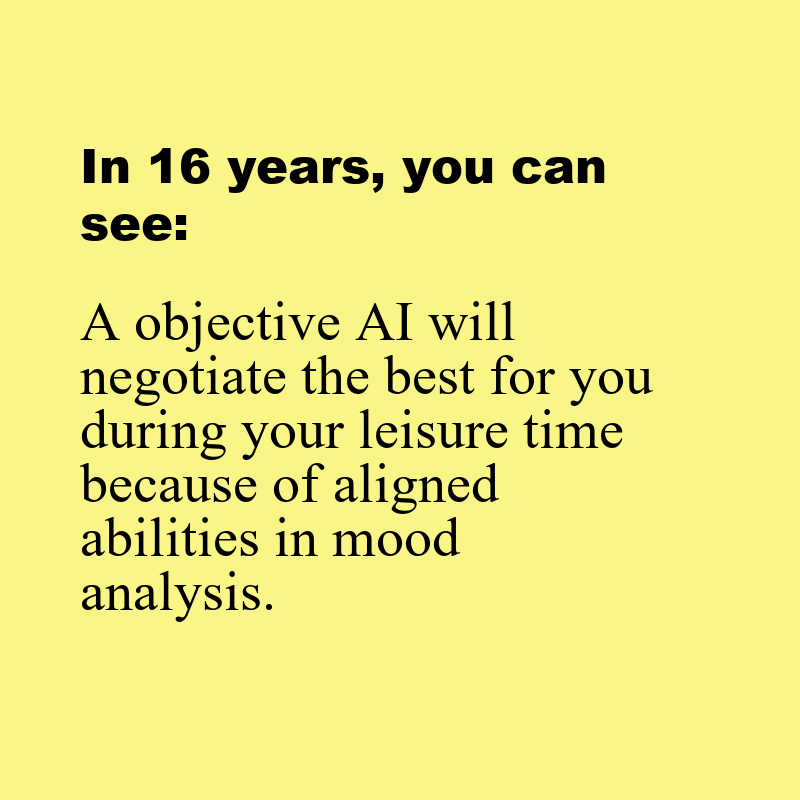 In 16 years, you can
see:
A objective AI will
negotiate the best for you
during your leisure time
because of aligned
abilities in mood
analysis.